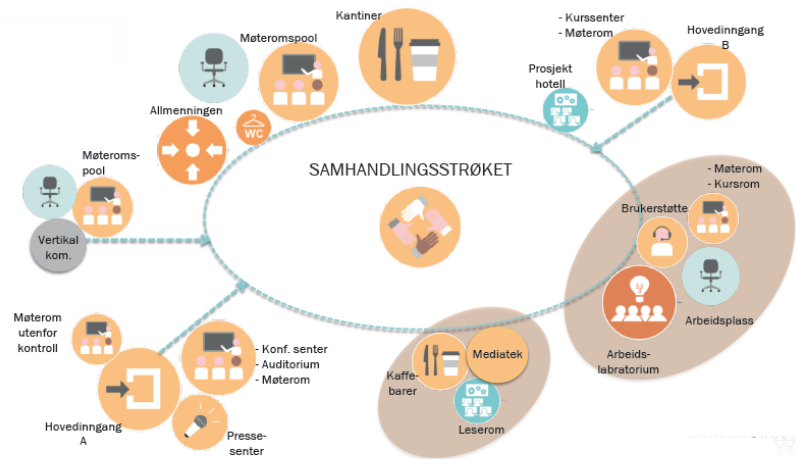 Kantiner
Møteromspool
- Kurssenter
- Møterom
Hovedinngang
B
Prosjekt
hotell
Allmenningen
WC
SAMHANDLINGSSTRØKET
Møteroms-
pool
Vertikal
kom.
- Møterom
- Kursrom
Brukerstøtte
Arbeidsplass
Arbeids-
labratorium
Møterom
utenfor
kontroll
- Konf. senter
- Auditorium
- Møterom
Mediatek
Kaffe-
barer
Leserom
Hovedinngang
A
Presse-
senter